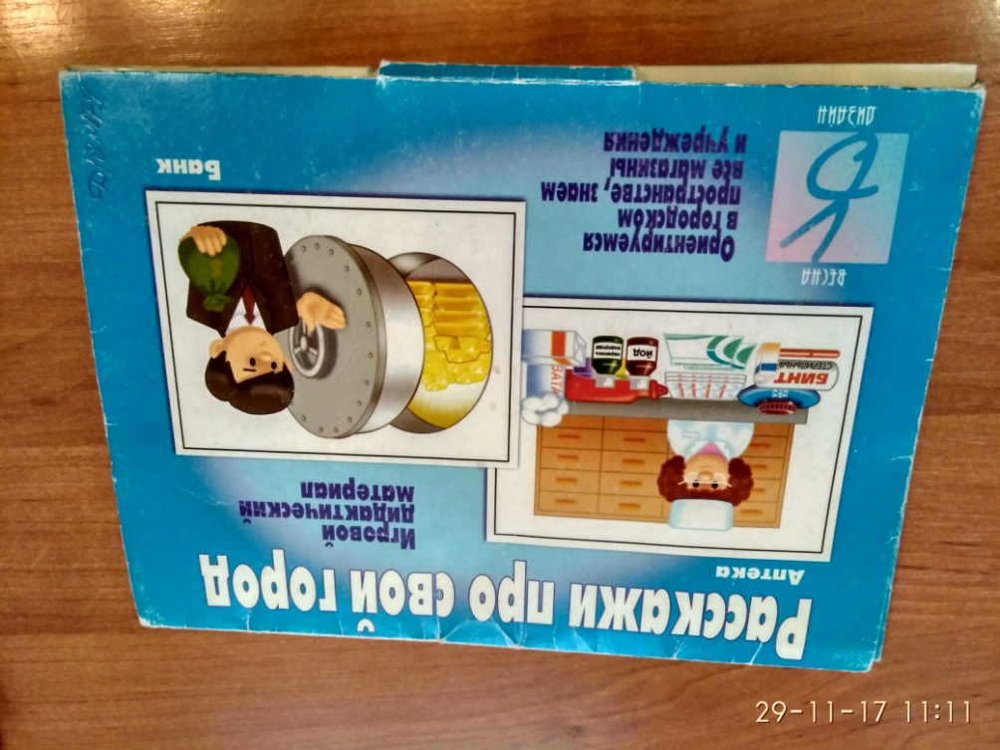 Расскажи про свой город
Аптека
Игровой
дидактический
материал
БИНТ
СТЕРИЛЬНЫЙ
ЙОД
ВАТА
Банк
Ориентируемся
в городском
пространстве, знаем
все магазины
и учреждения
ВЕСНА
ДИЗАЙН
29-11-17 11:11